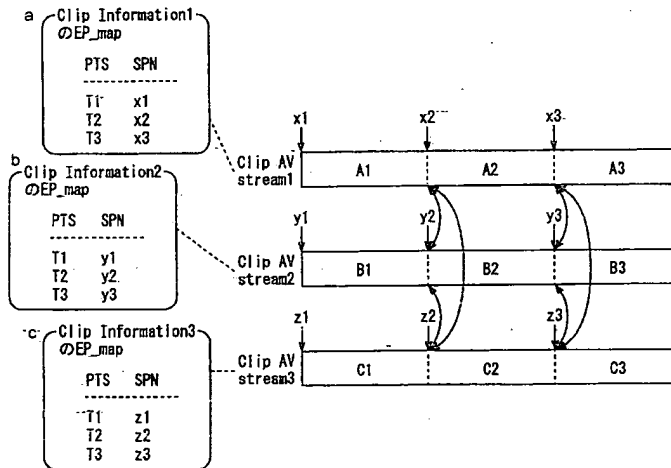 a
Clip Information1
のEP_map
PTS SPN
T1 x1
T2 x2
T3 x3
b
Clip Information2
のEP_map
PTS SPN
T1 y1
T2 y2
T3 y3
c
Clip Information3
のEP_map
PTS SPN
T1 z1
T2 z2
T3 z3
x1 x2 x3
Clip AV
stream1
A1 A2 A3
y1 y2 y3
Clip AV
stream2
B1 B2 B3
z1 z2 z3
Clip AV
stream3
C1 C2 C3